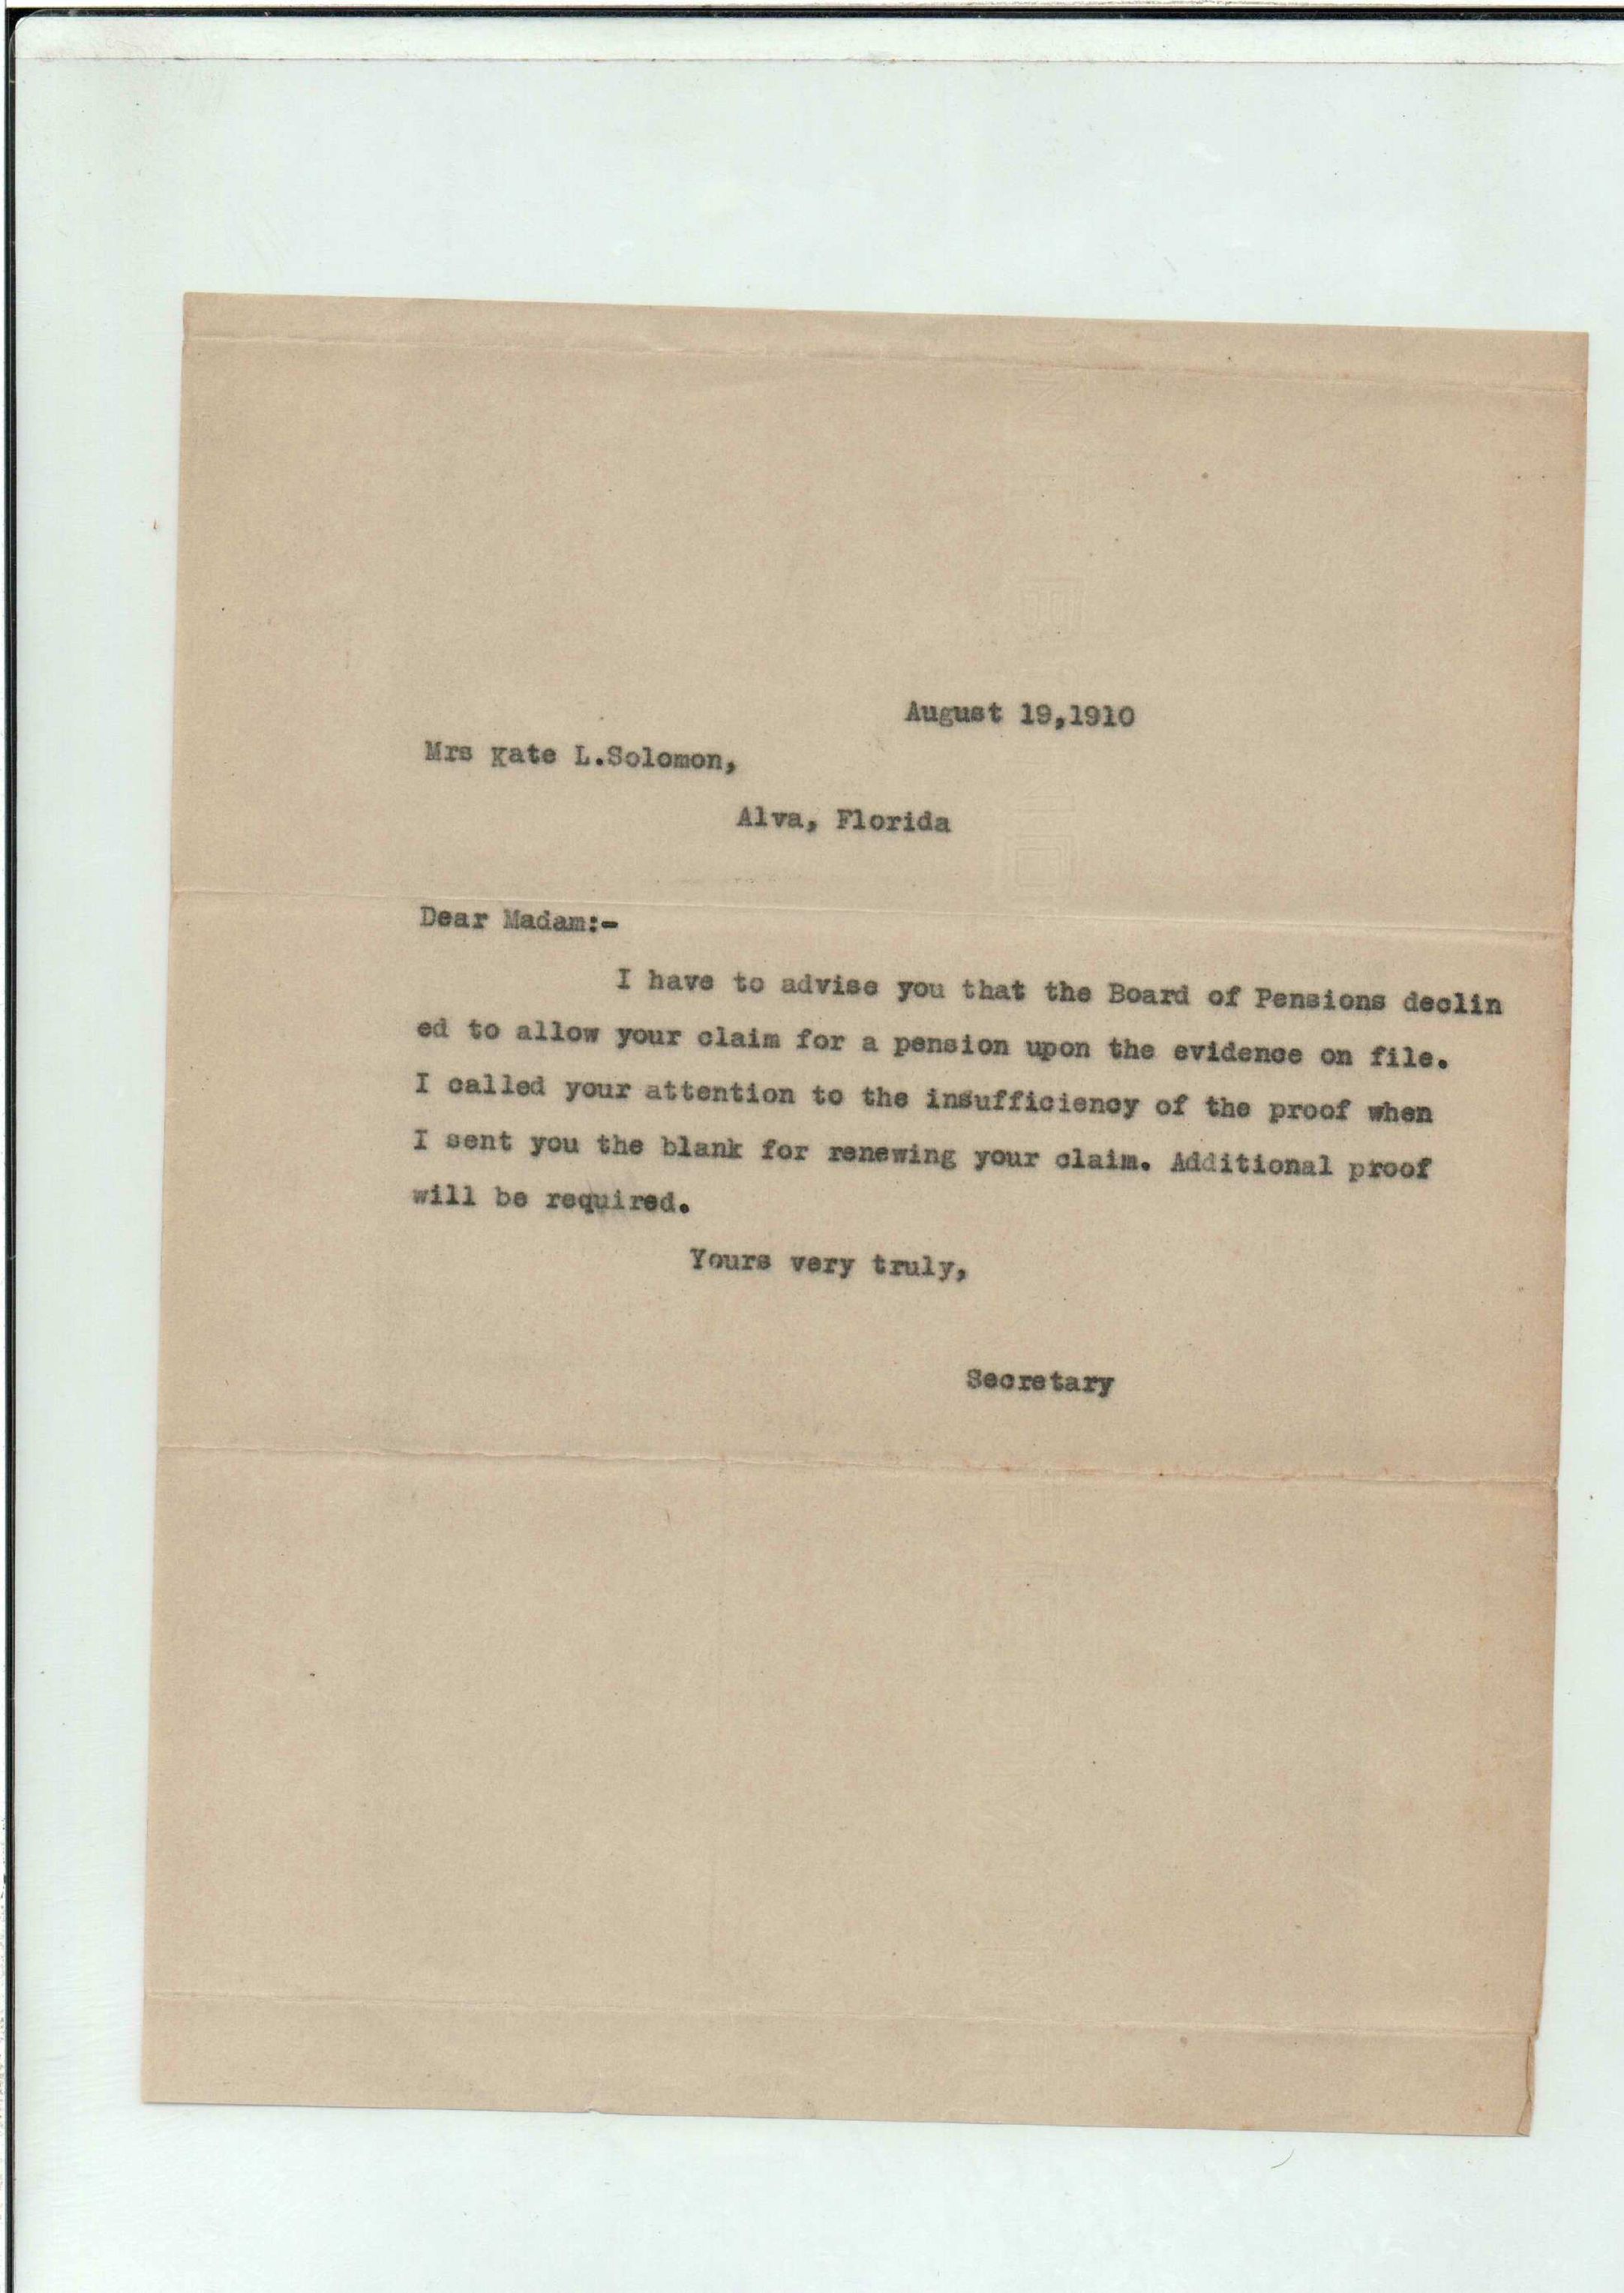 August 19,1910
Mrs Kate L.Solomon,
Alva, Florida
Dear Madam:-
I have to advise you that the Board of Pensions declin
ed to allow your claim for a pension upon the evidence on file.
I called your attention to the insufficiency of the proof when
I sent you the blank for renewing your claim. Additional proof
will be required.
Yours very truly,
Secretary